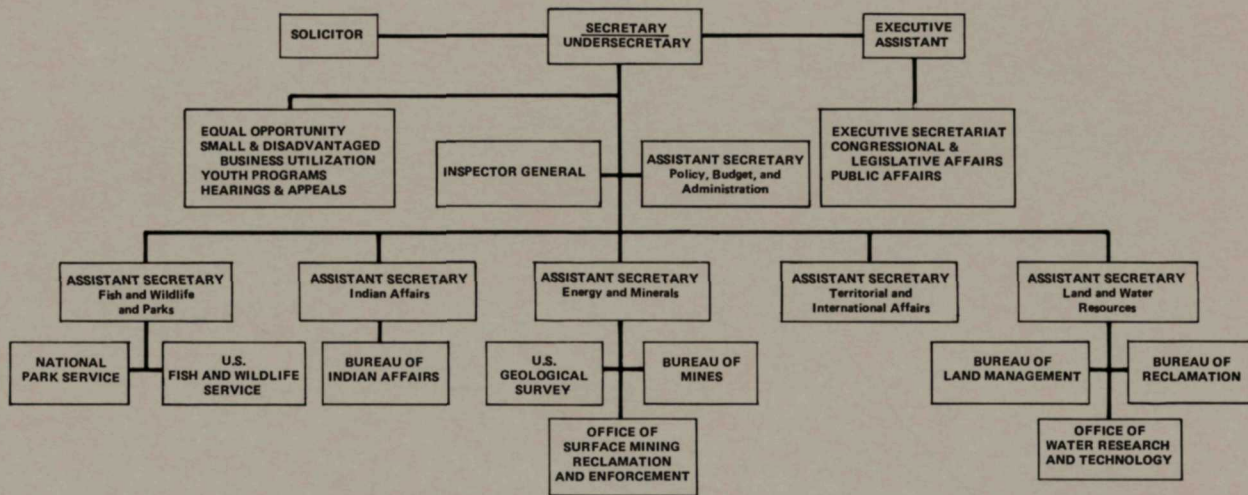 SOLICITOR
SECRETARY
UNDERSECRETARY
EXECUTIVE
ASSISTANT
EQUAL OPPORTUNITY
SMALL & DISADVANTAGED
BUSINESS UTILIZATION
YOUTH PROGRAMS
HEARINGS & APPEALS
INSPECTOR GENERAL
ASSISTANT SECRETARY
Policy, Budget, and
Administration
EXECUTIVE SECRETARIAT
CONGRESSIONAL &
LEGISLATIVE AFFAIRS
PUBLIC AFFAIRS
ASSISTANT SECRETARY
Fish and Wildlife
and Parks
ASSISTANT SECRETARY
Indian Affairs
ASSISTANT SECRETARY
Energy and Minerals
ASSISTANT SECRETARY
Territorial and
International Affairs
ASSISTANT SECRETARY
Land and Water
Resources
NATIONAL
PARK SERVICE
U.S.
FISH AND WILDLIFE
SERVICE
BUREAU OF
INDIAN AFFAIRS
U.S.
GEOLOGICAL
SURVEY
BUREAU OF
MINES
BUREAU OF
LAND MANAGEMENT
BUREAU OF
RECLAMATION
OFFICE OF
SURFACE MINING
RECLAMATION
AND ENFORCEMENT
OFFICE OF
WATER RESEARCH
AND TECHNOLOGY